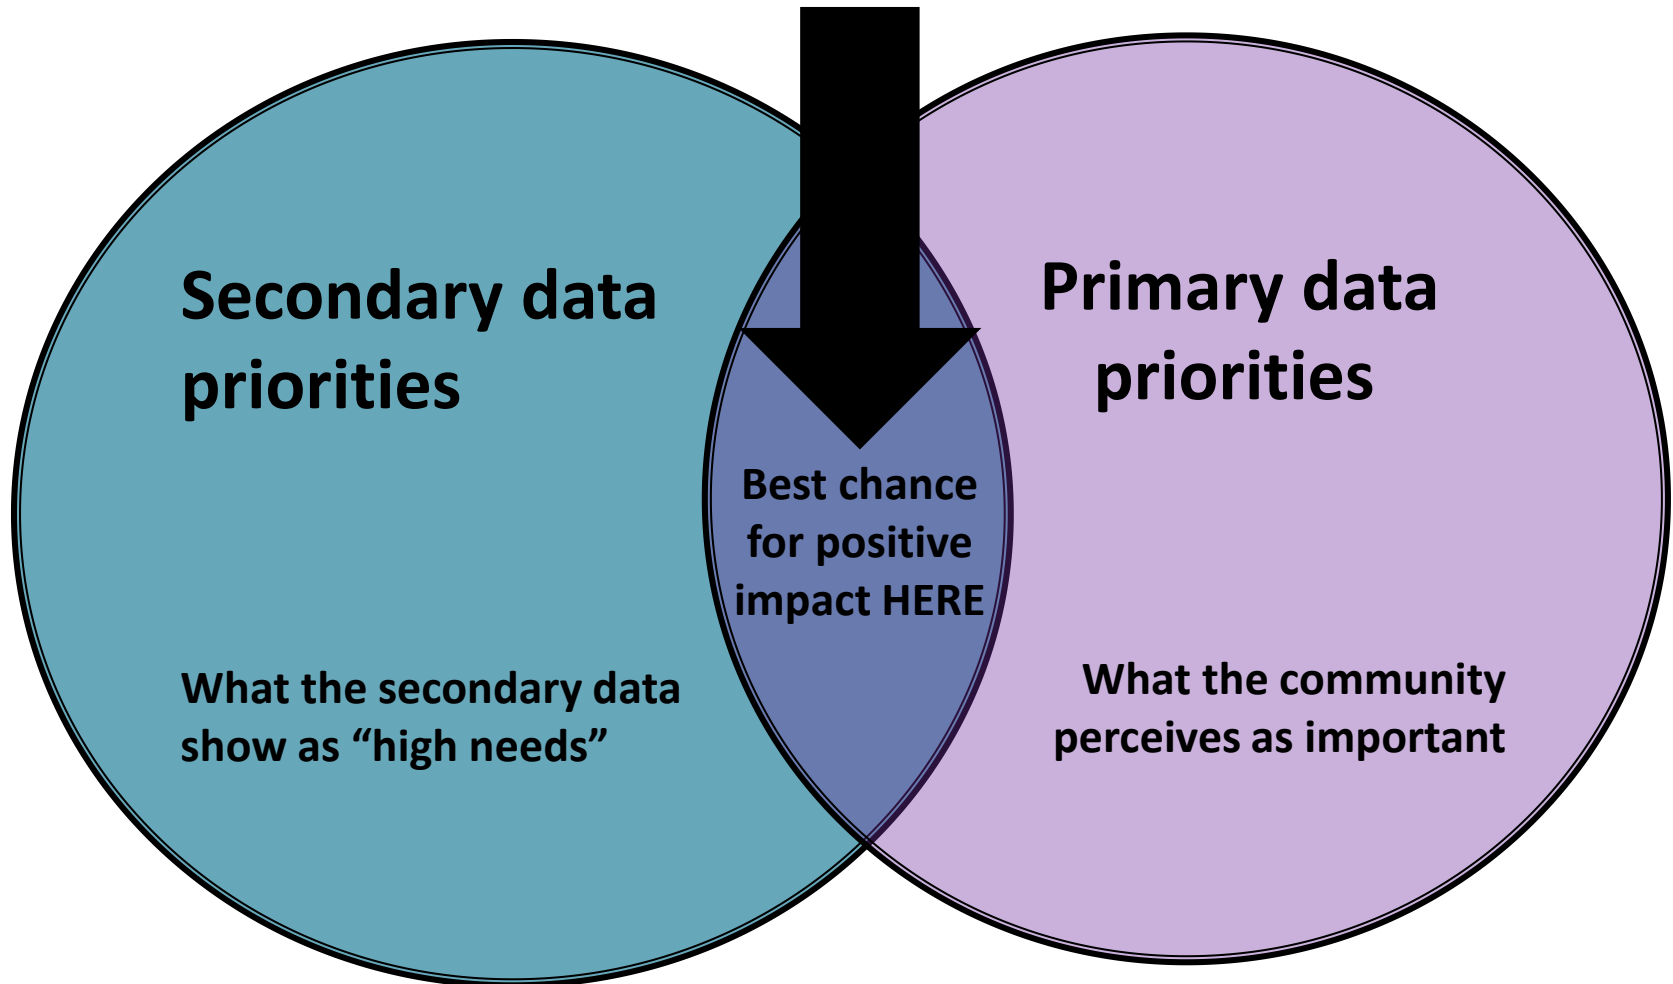 Secondary data
priorities
What the secondary data
show as “high needs”
Best chance
for positive
impact HERE
Primary data
priorities
What the community
perceives as important